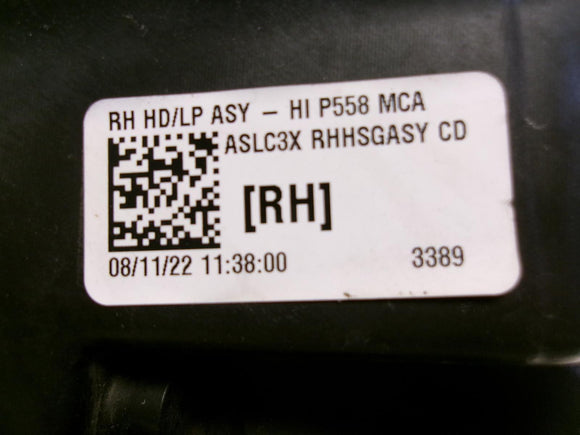 RH HD/LP ASY – HI P558 MCA
ASLC3X RHHSGASY CD
[RH]
08/11/22 11:38:00 3389